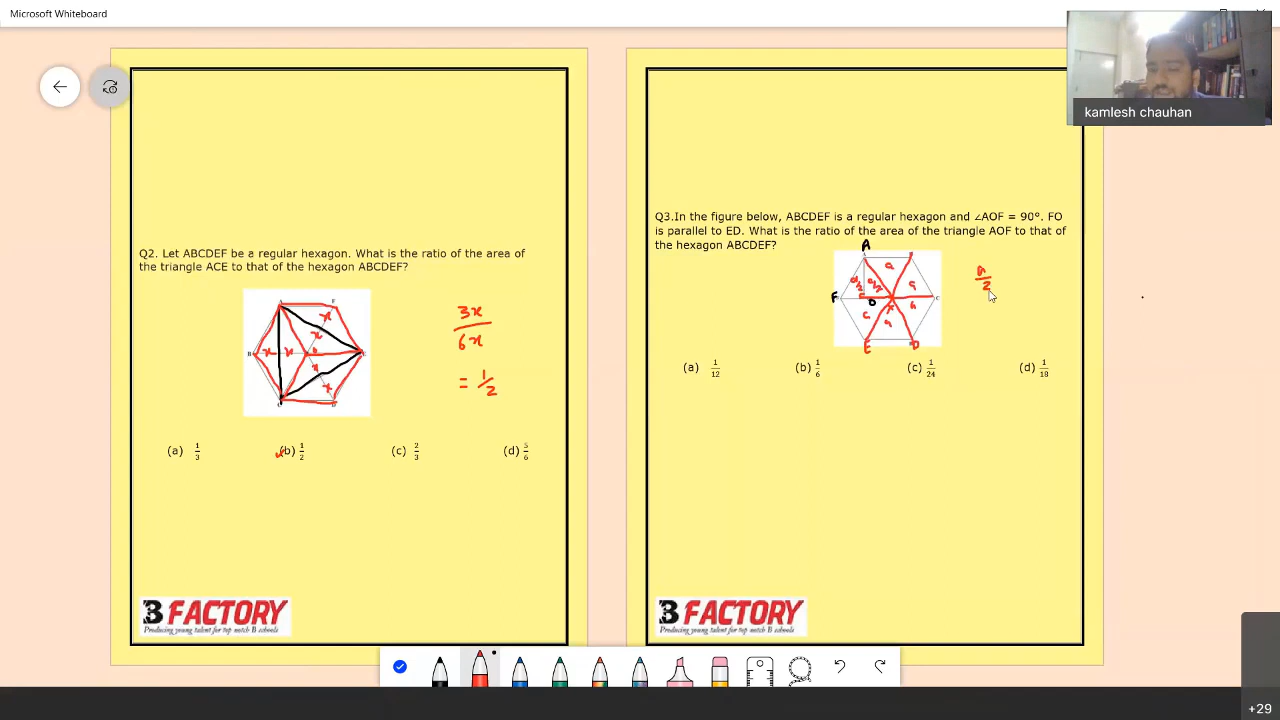 Microsoft Whiteboard
kamlesh chauhan
Q2. Let ABCDEF be a regular hexagon. What is the ratio of the area of
the triangle ACE to that of the hexagon ABCDEF?
A
F
x
x
B
x
x
O
E
x
x
C
D
3x
6x
= 1/2
(a) 1/3
(b) 1/2
(c) 2/3
(d) 5/6
B FACTORY
Producing young talent for top notch B schools
Q3.In the figure below, ABCDEF is a regular hexagon and ∠AOF = 90°. FO
is parallel to ED. What is the ratio of the area of the triangle AOF to that of
the hexagon ABCDEF?
A
a
a/2
a/2
a
F
O
x
a
C
a
a
E
D
a/2
(a) 1/12
(b) 1/6
(c) 1/24
(d) 1/18
B FACTORY
Producing young talent for top notch B schools
+29